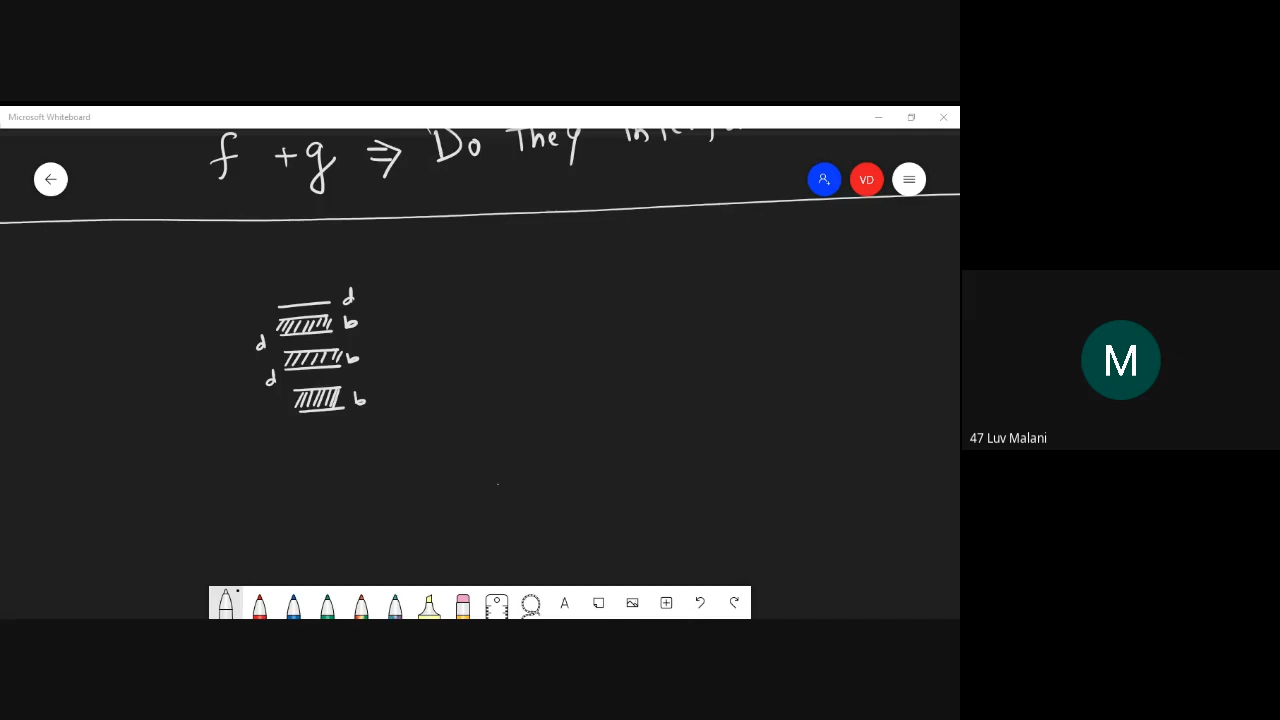 Microsoft Whiteboard
f + g ⇒ Do They
VD
d
b
d
b
d
b
A
M
47 Luv Malani